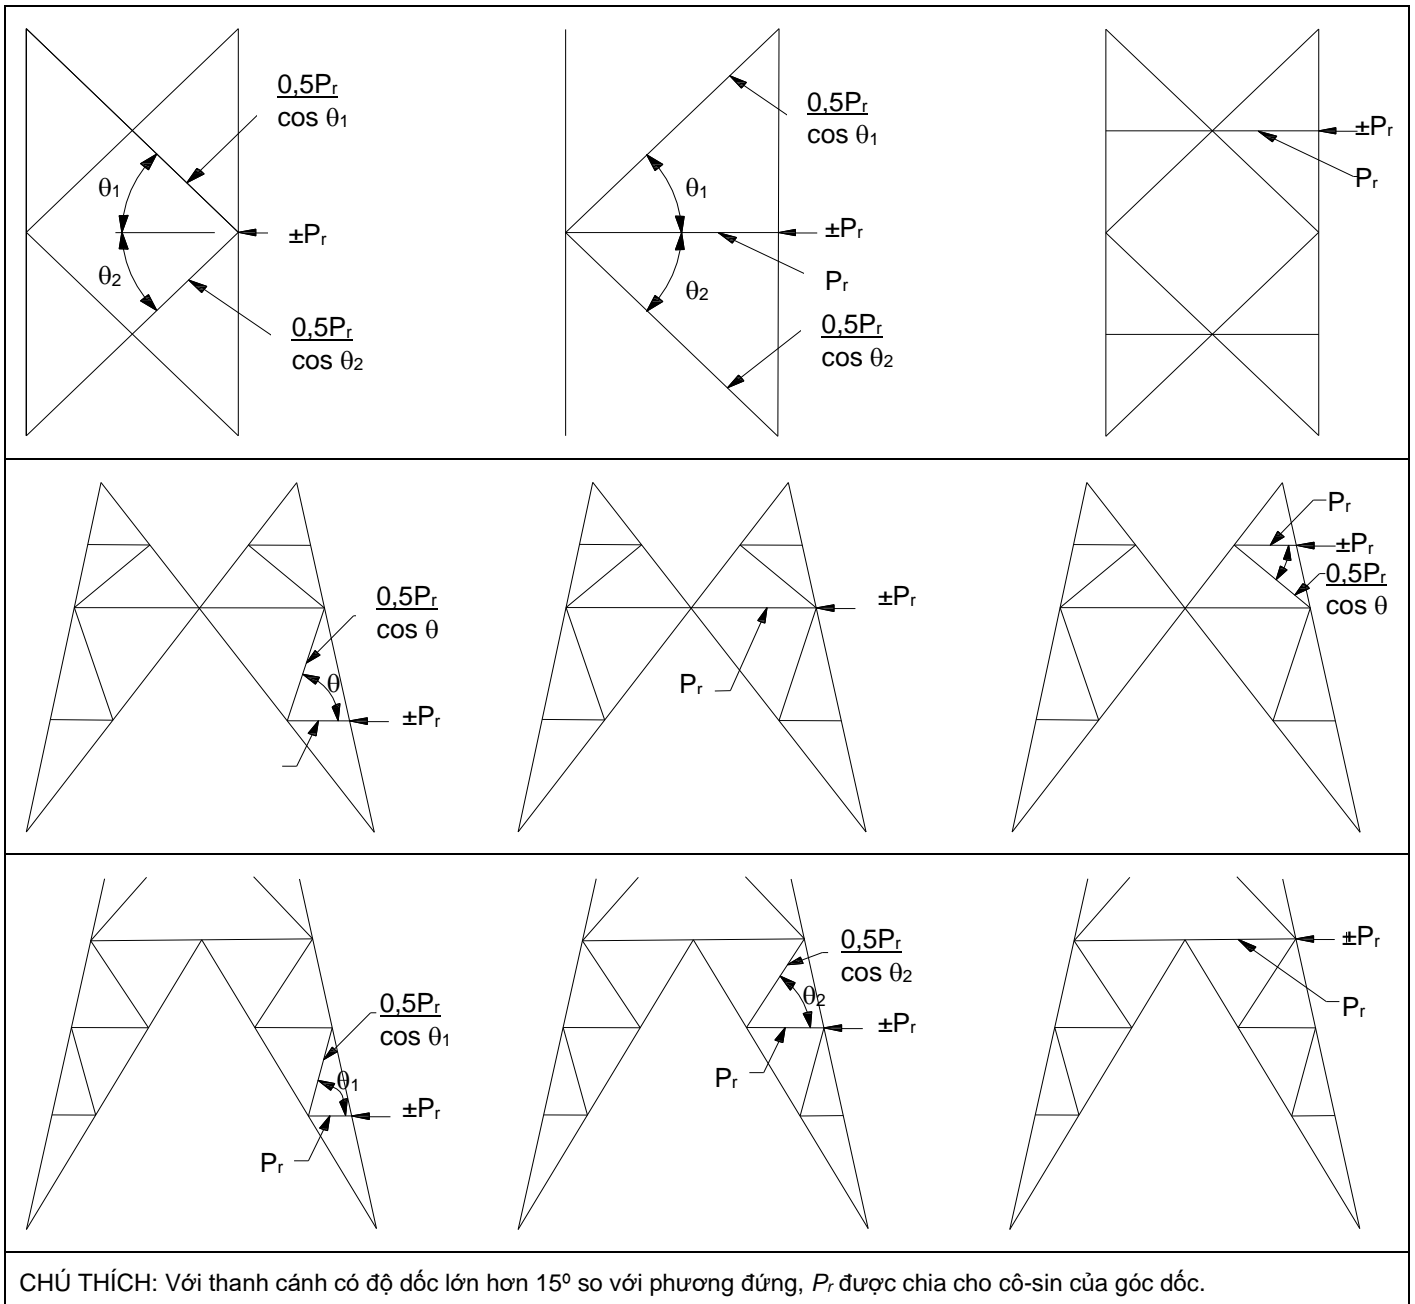 0,5Pr
cos θ1
θ1
±Pr
θ2
0,5Pr
cos θ2
0,5Pr
cos θ1
θ1
±Pr
Pr
θ2
0,5Pr
cos θ2
±Pr
Pr
0,5Pr
cos θ
θ
±Pr
±Pr
Pr
Pr
±Pr
0,5Pr
cos θ
0,5Pr
cos θ1
θ1
±Pr
Pr
0,5Pr
cos θ2
θ2
±Pr
Pr
±Pr
Pr
CHÚ THÍCH: Với thanh cánh có độ dốc lớn hơn 15º so với phương đứng, Pr được chia cho cô-sin của góc dốc.